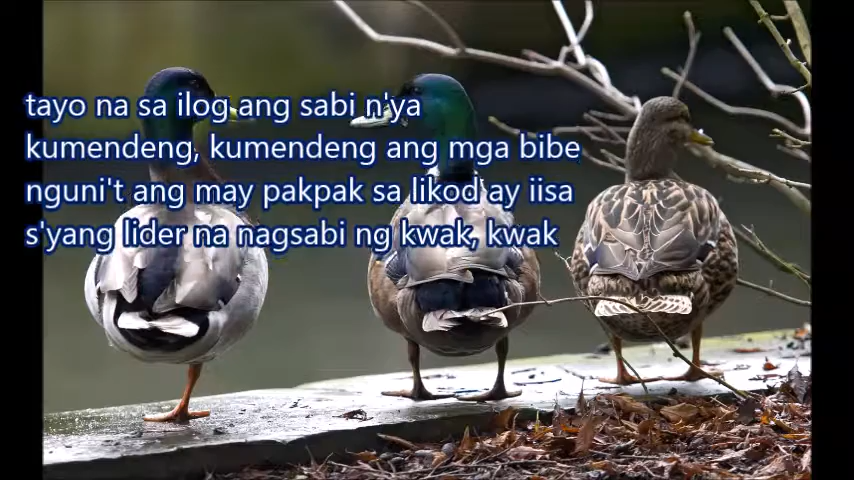 tayo na sa ilog ang sabi n'ya
kumendeng, kumendeng ang mga bibe
nguni't ang may pakpak sa likod ay iisa
s'yang lider na nagsabi ng kwak, kwak